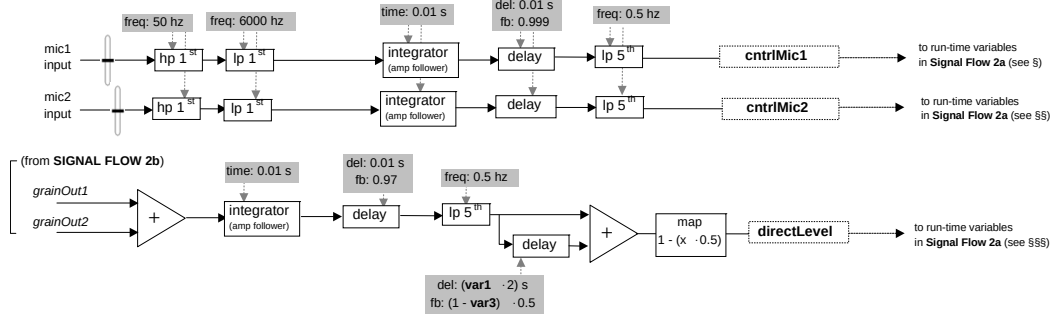 freq: 50 hz
freq: 6000 hz
time: 0.01 s
del: 0.01 s
fb: 0.999
freq: 0.5 hz
mic1
input
hp 1st
lp 1st
integrator
(amp follower)
delay
lp 5th
cntrlMic1
to run-time variables
in Signal Flow 2a (see §)
mic2
input
hp 1st
lp 1st
integrator
(amp follower)
delay
lp 5th
cntrlMic2
to run-time variables
in Signal Flow 2a (see §§)
(from SIGNAL FLOW 2b)
grainOut1
grainOut2
+
time: 0.01 s
integrator
(amp follower)
del: 0.01 s
fb: 0.97
delay
freq: 0.5 hz
lp 5th
delay
del: (var1 ·2) s
fb: (1 - var3) ·0.5
+
map
1 - (x ·0.5)
directLevel
to run-time variables
in Signal Flow 2a (see §§§)